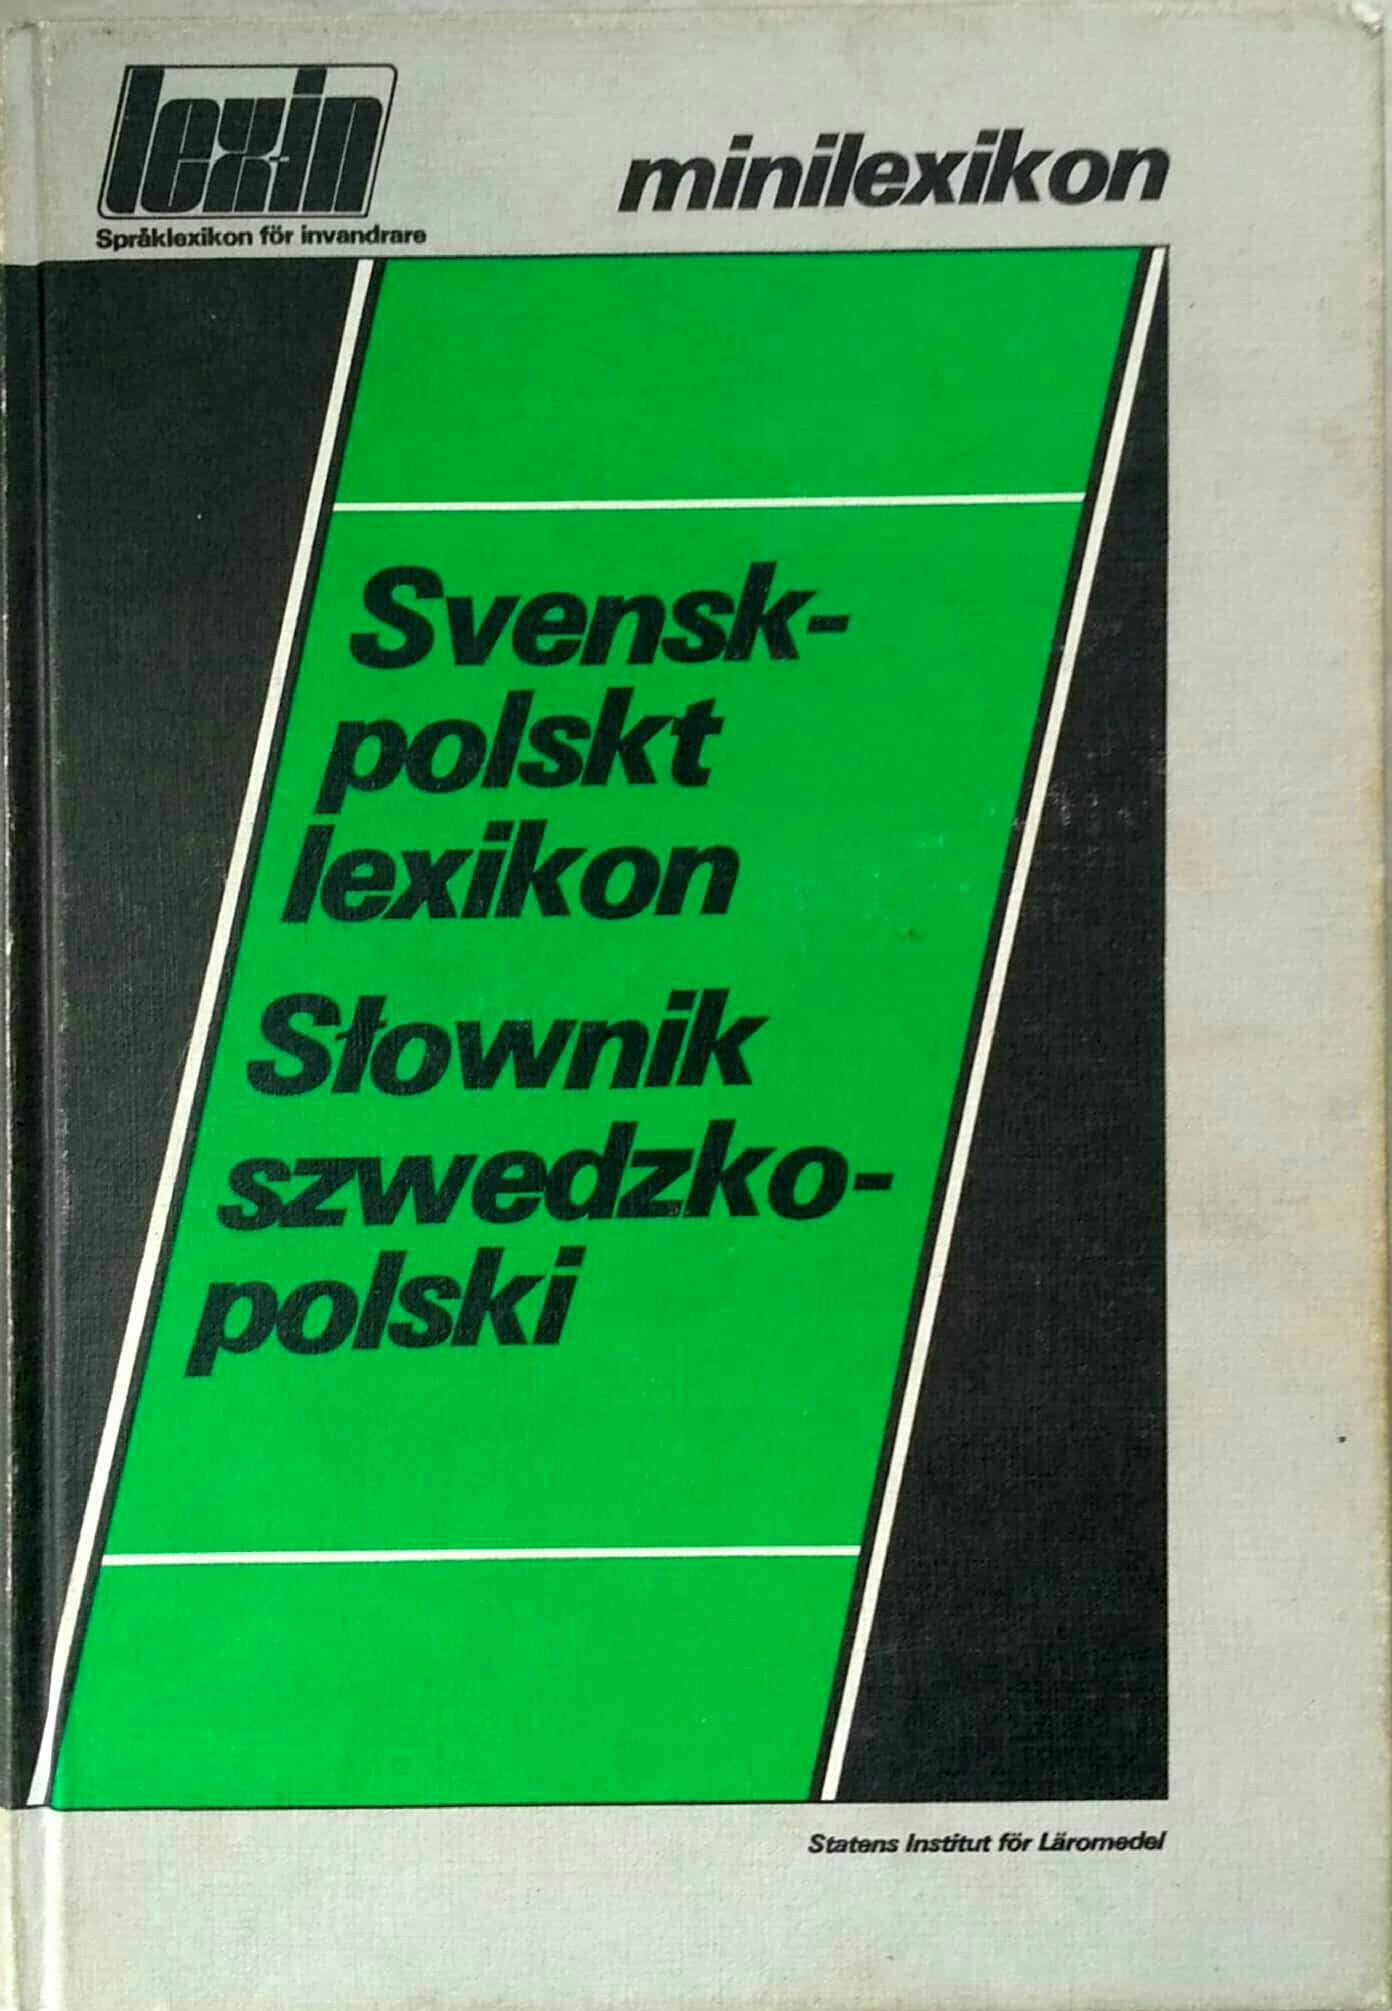 lexin
minilexikon
Språklexikon för invandrare
Svensk-
polskt
lexikon
Słownik
szwedzko-
polski
Statens Institut för Läromedel